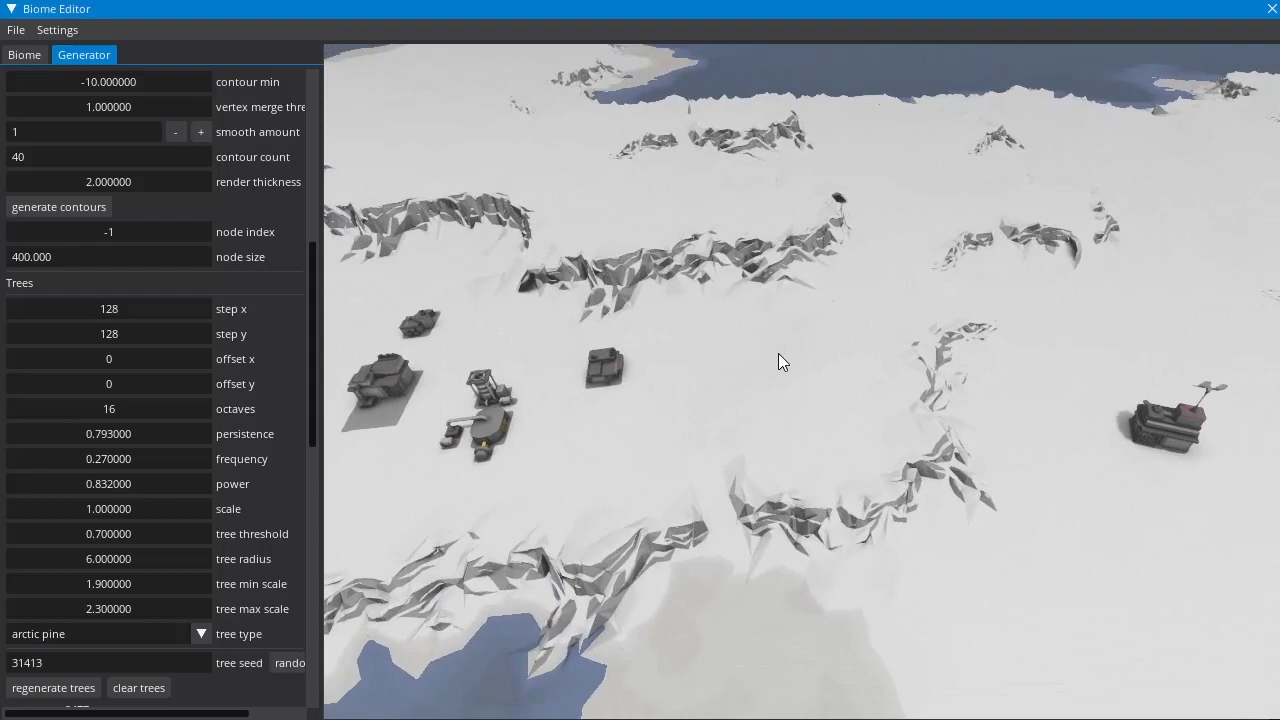 Biome Editor
File Settings
Biome Generator
-10.000000 contour min
1.000000 vertex merge thre
1 - + smooth amount
40 contour count
2.000000 render thickness
generate contours
-1 node index
400.000 node size
Trees
128 step x
128 step y
0 offset x
0 offset y
16 octaves
0.793000 persistence
0.270000 frequency
0.832000 power
1.000000 scale
0.700000 tree threshold
6.000000 tree radius
1.900000 tree min scale
2.300000 tree max scale
arctic pine tree type
31413 tree seed rando
regenerate trees clear trees